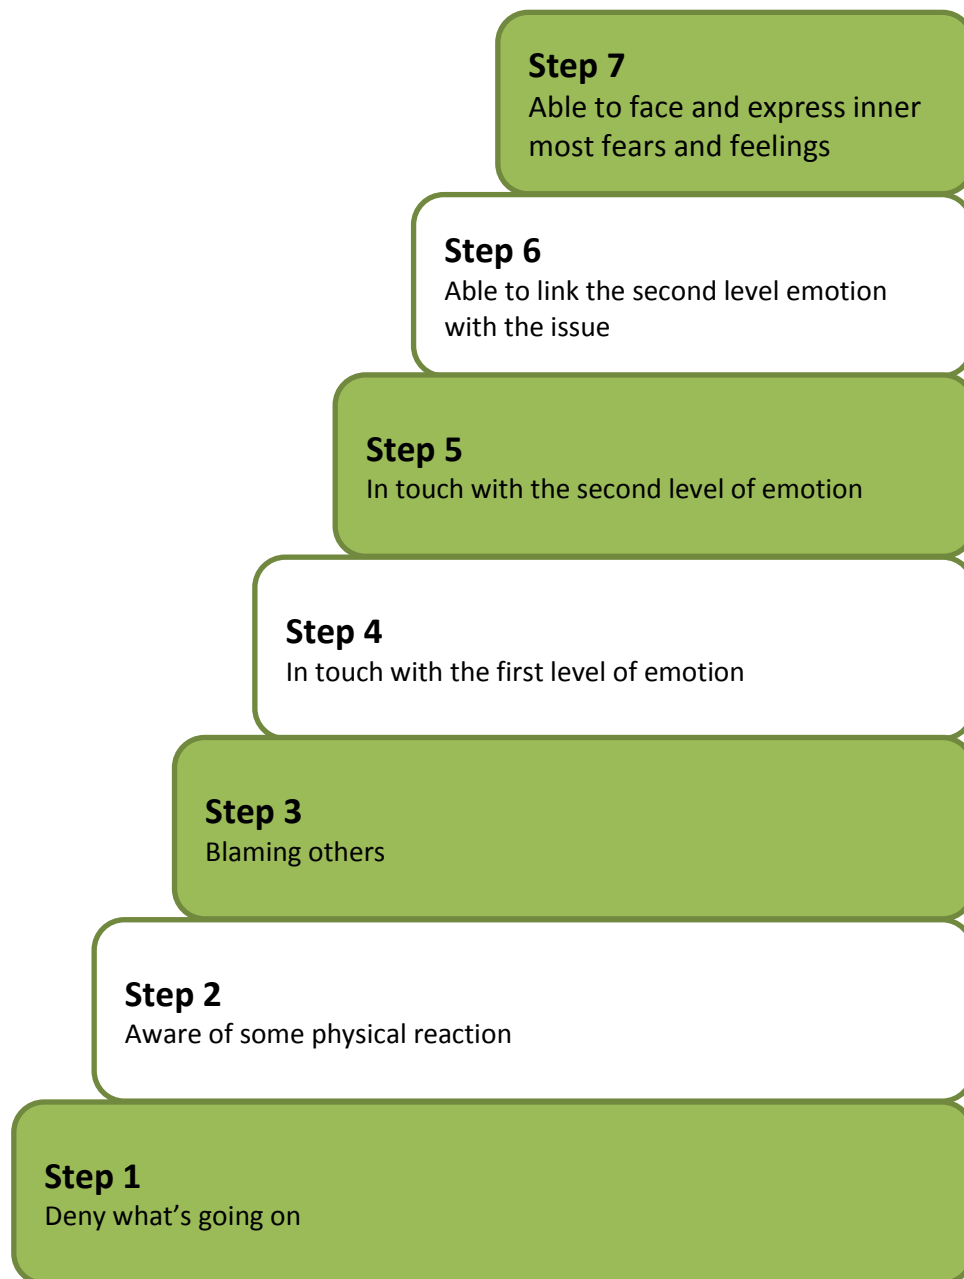 Step 7
Able to face and express inner
most fears and feelings
Step 6
Able to link the second level emotion
with the issue
Step 5
In touch with the second level of emotion
Step 4
In touch with the first level of emotion
Step 3
Blaming others
Step 2
Aware of some physical reaction
Step 1
Deny what’s going on